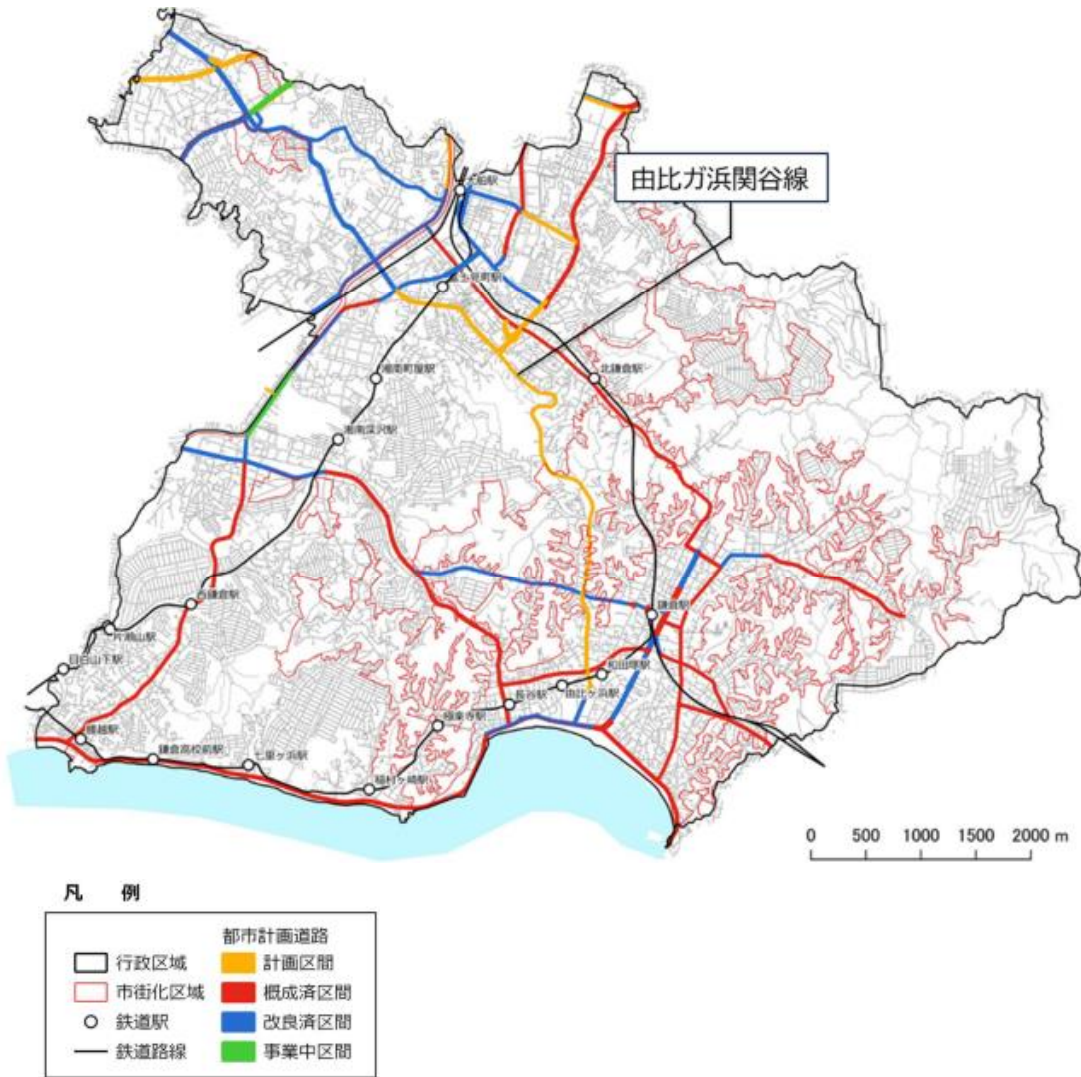 由比ガ浜関谷線
大船駅
富士見町駅
湘南町屋駅
北鎌倉駅
湘南深沢駅
西鎌倉駅
鎌倉駅
片瀬山駅
目白山下駅
和田塚駅
由比ヶ浜駅
長谷駅
極楽寺駅
腰越駅
鎌倉高校前駅
七里ヶ浜駅
稲村ヶ崎駅
0 500 1000 1500 2000 m
凡 例
都市計画道路
行政区域 計画区間
市街化区域 概成済区間
鉄道駅 改良済区間
鉄道路線 事業中区間